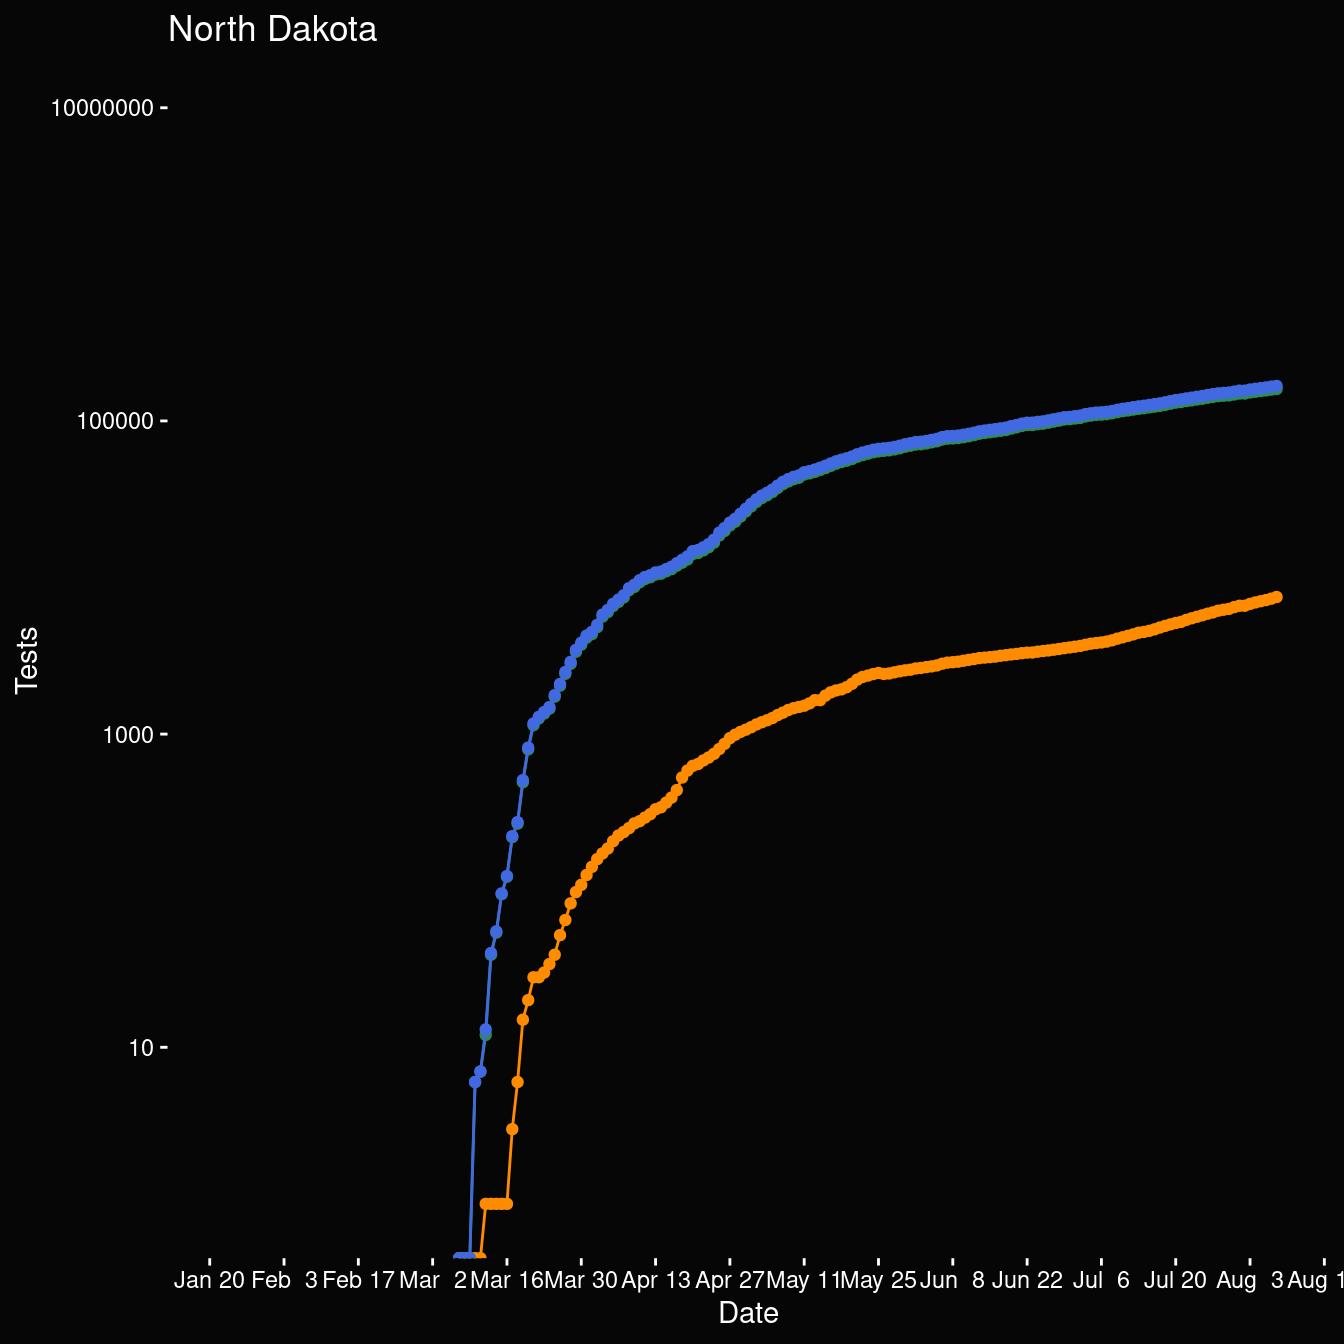 North Dakota
10000000
100000
Tests
1000
10
Jan 20 Feb 3 Feb 17 Mar 2 Mar 16 Mar 30 Apr 13 Apr 27 May 11 May 25 Jun 8 Jun 22 Jul 6 Jul 20 Aug 3 Aug 1
Date